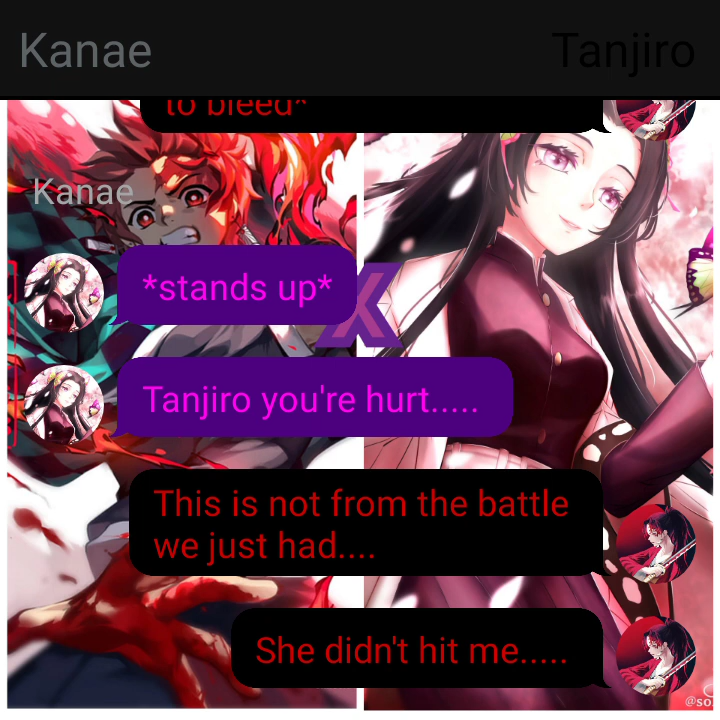 Kanae
Tanjiro
to bleed*
Kanae
*stands up*
Tanjiro you're hurt.....
This is not from the battle
we just had....
She didn't hit me.....